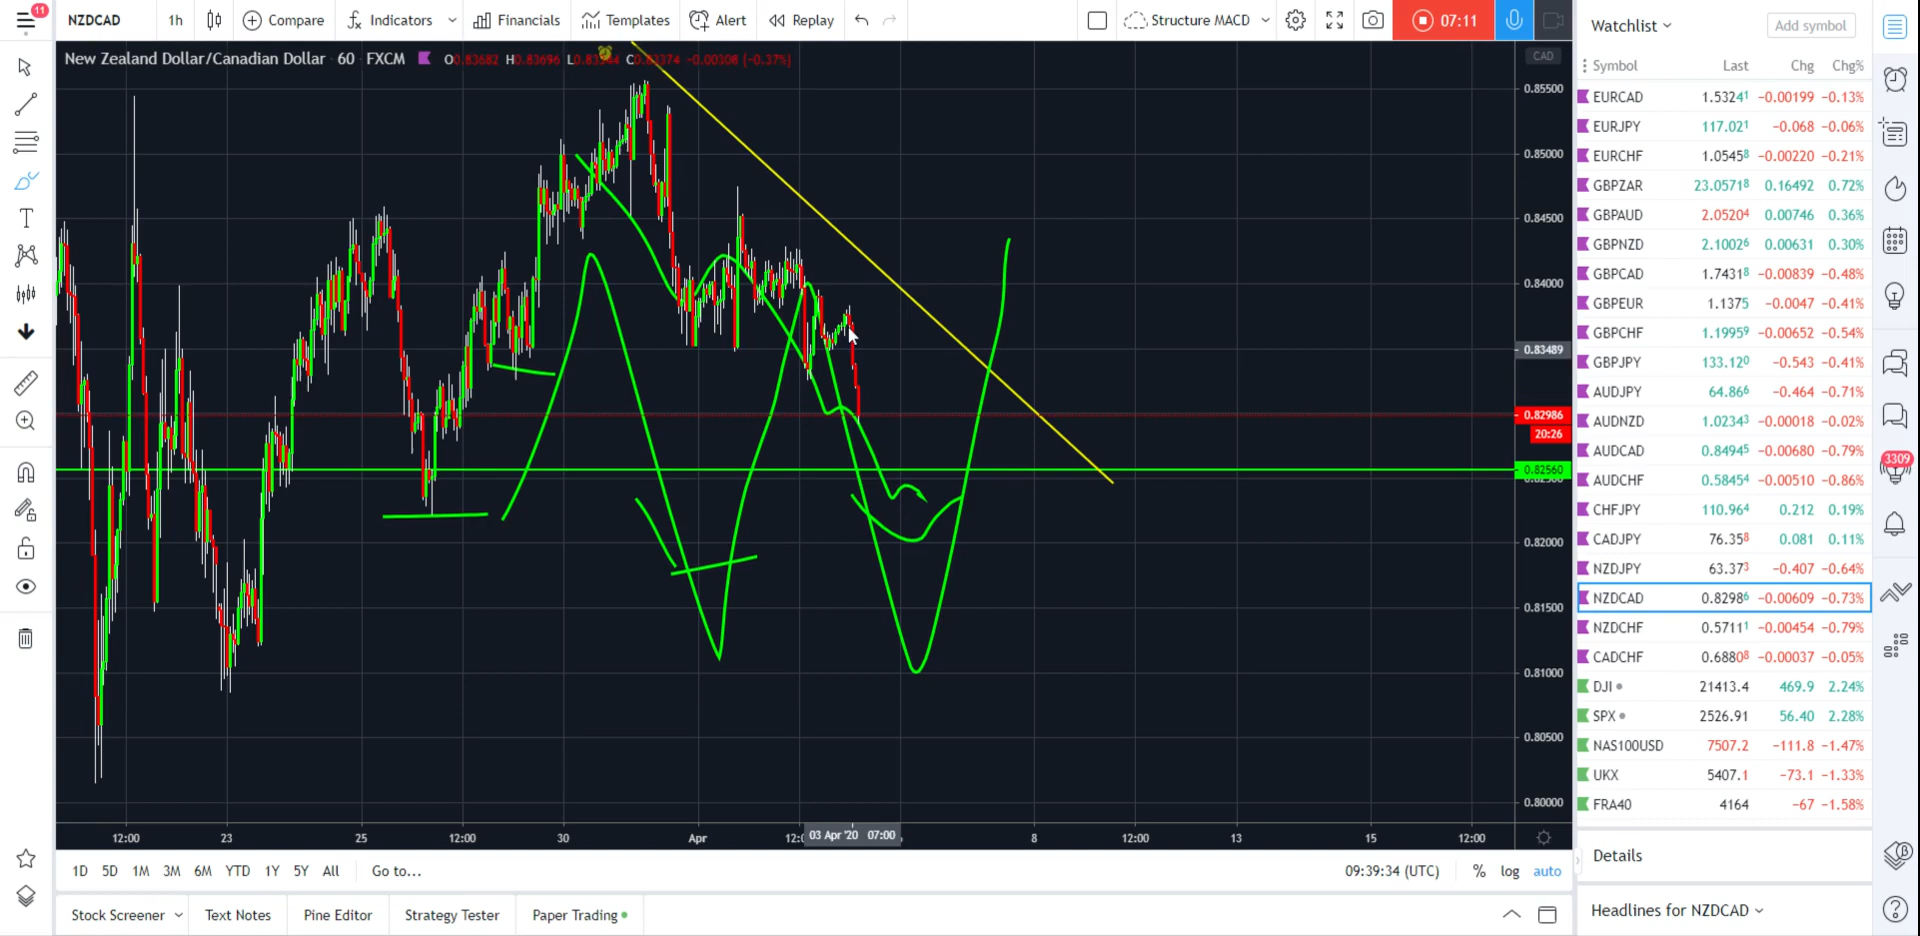 11
NZDCAD 1h Compare Indicators Financials Templates Alert Replay Structure MACD 07:11
New Zealand Dollar/Canadian Dollar 60 FXCM O0.83682 H0.83696 C −0.00308 (−0.37%)
CAD
0.85500
0.85000
0.84500
0.84000
0.83489
0.82986
20:26
0.82560
0.82000
0.81500
0.81000
0.80500
0.80000
12:00 23 25 12:00 30 Apr 03 Apr '20 07:00 8 12:00 13 15 12:00
1D 5D 1M 3M 6M YTD 1Y 5Y All Go to... 09:39:34 (UTC) % log auto
Stock Screener Text Notes Pine Editor Strategy Tester Paper Trading
Watchlist Add symbol
Symbol Last Chg Chg%
EURCAD 1.53241 −0.00199 −0.13%
EURJPY 117.021 −0.068 −0.06%
EURCHF 1.05458 −0.00220 −0.21%
GBPZAR 23.05718 0.16492 0.72%
GBPAUD 2.05204 0.00746 0.36%
GBPNZD 2.10026 0.00631 0.30%
GBPCAD 1.74318 −0.00839 −0.48%
GBPEUR 1.1375 −0.0047 −0.41%
GBPCHF 1.19959 −0.00652 −0.54%
GBPJPY 133.120 −0.543 −0.41%
AUDJPY 64.866 −0.464 −0.71%
AUDNZD 1.02343 −0.00018 −0.02%
AUDCAD 0.84945 −0.00680 −0.79%
AUDCHF 0.58454 −0.00510 −0.86%
CHFJPY 110.964 0.212 0.19%
CADJPY 76.358 0.081 0.11%
NZDJPY 63.373 −0.407 −0.64%
NZDCAD 0.82986 −0.00609 −0.73%
NZDCHF 0.57111 −0.00454 −0.79%
CADCHF 0.68808 −0.00037 −0.05%
DJI 21413.4 469.9 2.24%
SPX 2526.91 56.40 2.28%
NAS100USD 7507.2 −111.8 −1.47%
UKX 5407.1 −73.1 −1.33%
FRA40 4164 −67 −1.58%
Details
Headlines for NZDCAD
3309